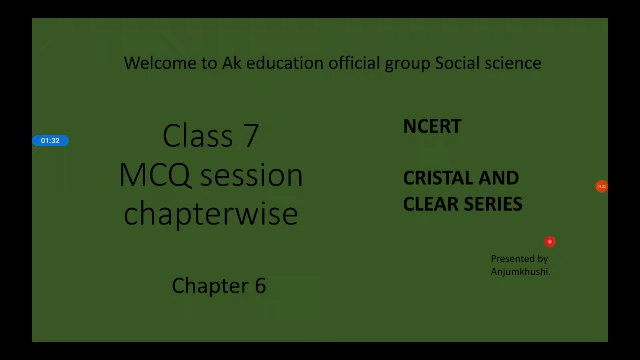 Welcome to Ak education official group Social science
01:32
Class 7
MCQ session
chapterwise
Chapter 6
NCERT
CRISTAL AND
CLEAR SERIES
Presented by
Anjumkhushi.